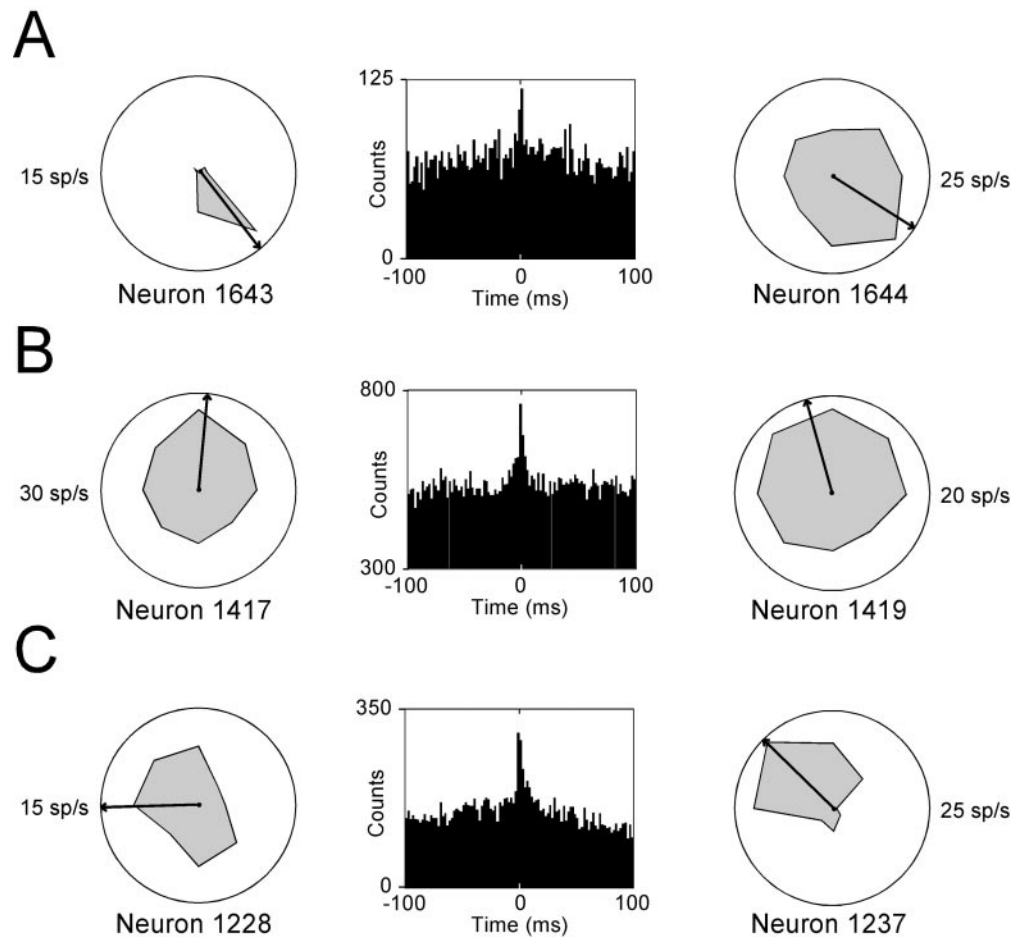 A
125
Counts
0
-100
0
100
Time (ms)
15 sp/s
Neuron 1643
25 sp/s
Neuron 1644
B
800
Counts
300
-100
0
100
Time (ms)
30 sp/s
Neuron 1417
20 sp/s
Neuron 1419
C
350
Counts
0
-100
0
100
Time (ms)
15 sp/s
Neuron 1228
25 sp/s
Neuron 1237